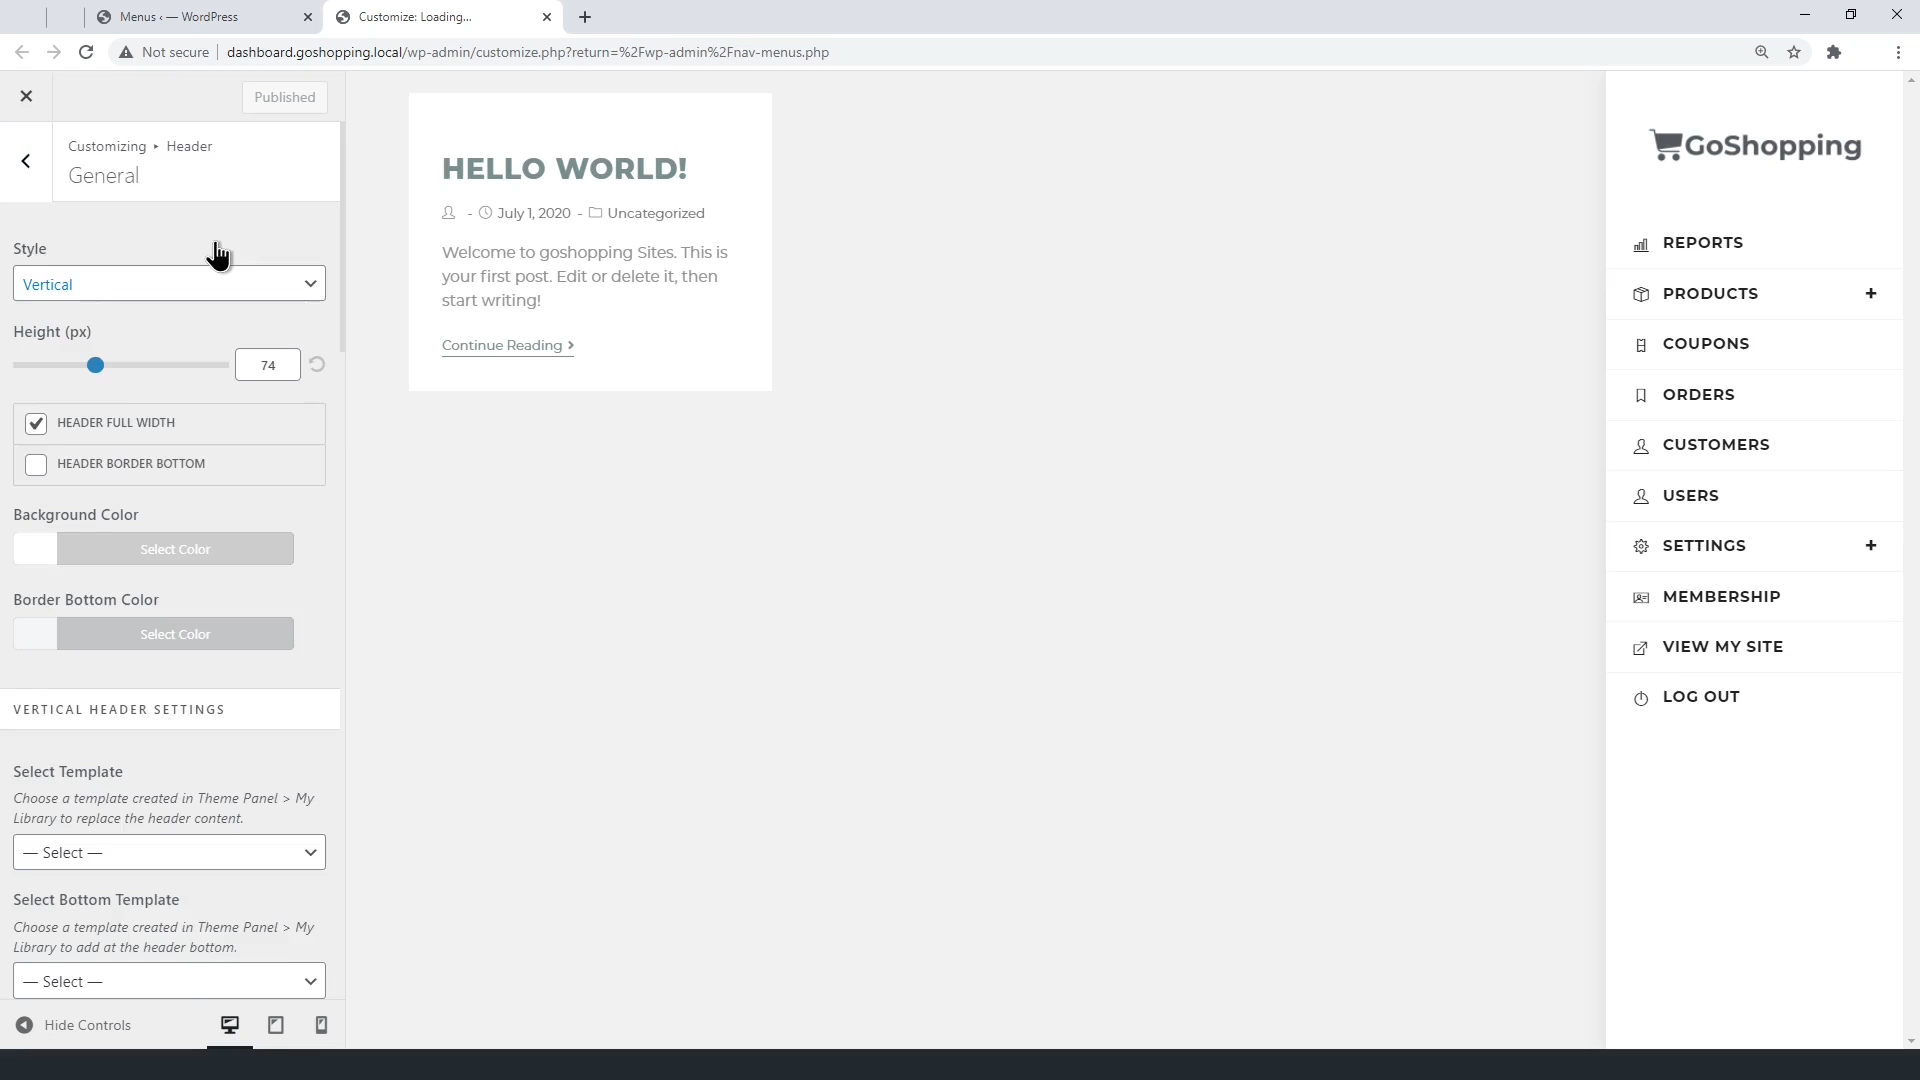 Menus ‹ — WordPress
Customize: Loading...
Not secure
dashboard.goshopping.local/wp-admin/customize.php?return=%2Fwp-admin%2Fnav-menus.php
Published
Customizing ▸ Header
General
Style
Vertical
Height (px)
74
HEADER FULL WIDTH
HEADER BORDER BOTTOM
Background Color
Select Color
Border Bottom Color
Select Color
VERTICAL HEADER SETTINGS
Select Template
Choose a template created in Theme Panel > My
Library to replace the header content.
— Select —
Select Bottom Template
Choose a template created in Theme Panel > My
Library to add at the header bottom.
— Select —
Hide Controls
HELLO WORLD!
- July 1, 2020 - Uncategorized
Welcome to goshopping Sites. This is
your first post. Edit or delete it, then
start writing!
Continue Reading
GoShopping
REPORTS
PRODUCTS +
COUPONS
ORDERS
CUSTOMERS
USERS
SETTINGS +
MEMBERSHIP
VIEW MY SITE
LOG OUT